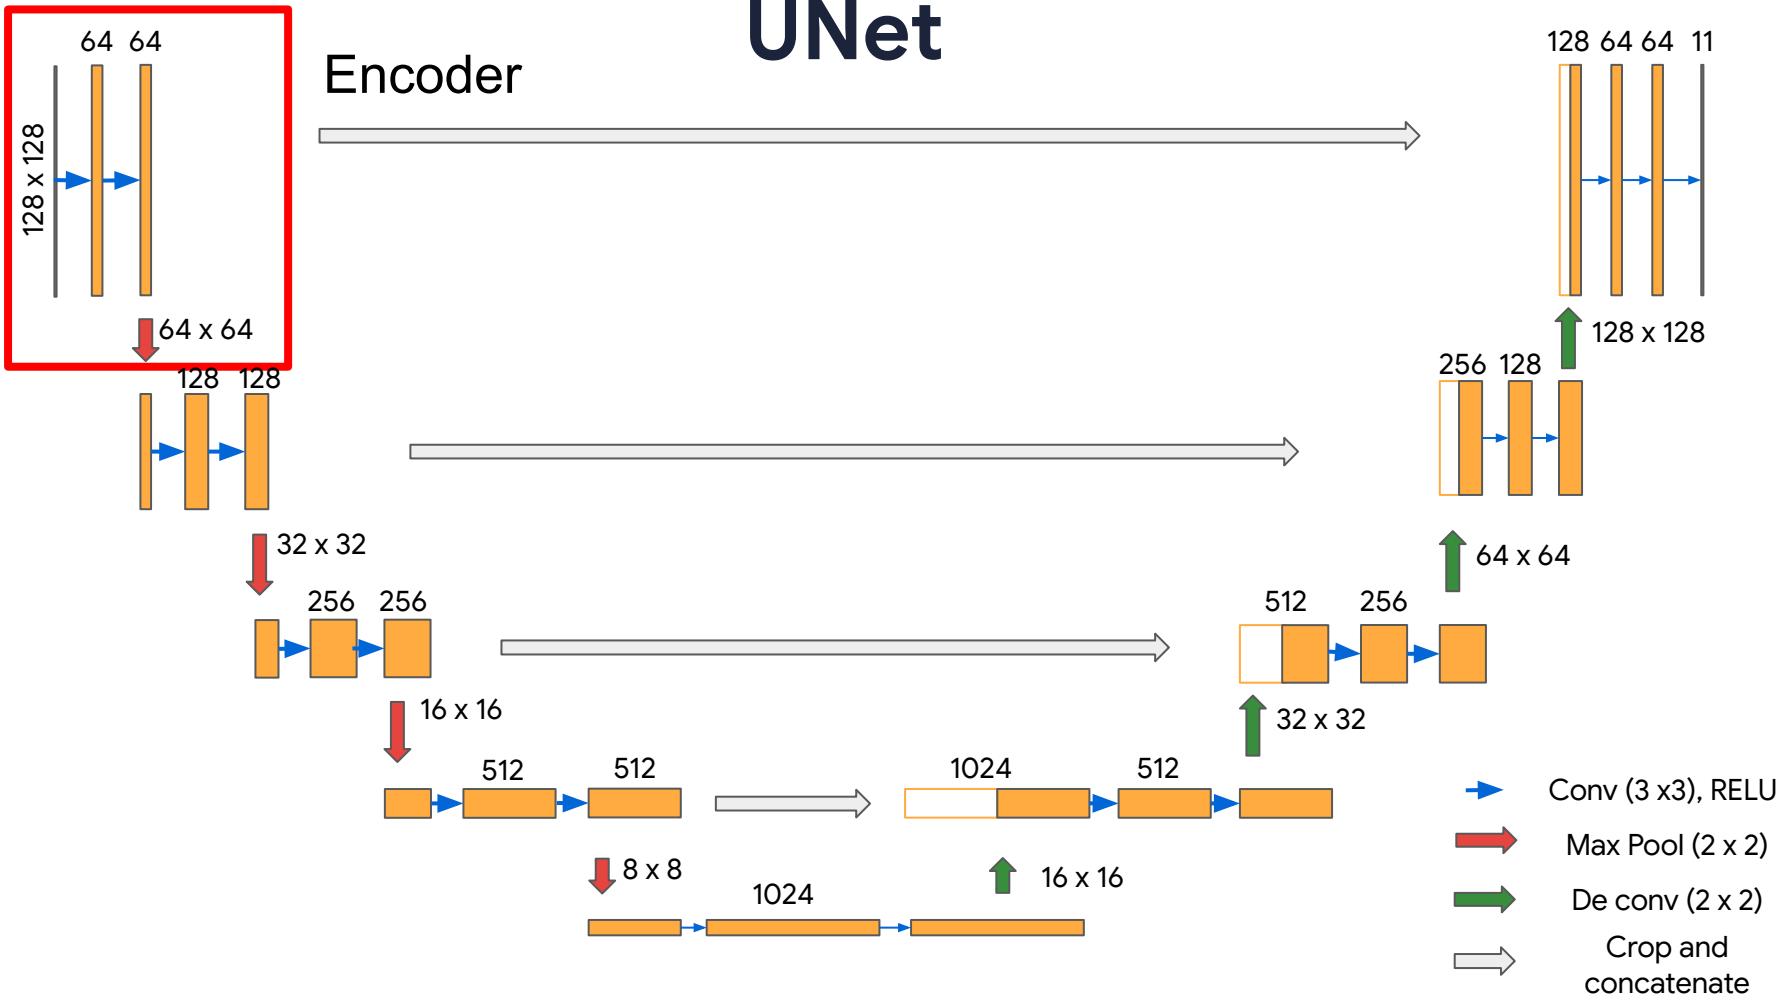 UNet
Encoder
64 64
128 x 128
64 x 64
128 128
32 x 32
256 256
16 x 16
512 512
8 x 8
1024
16 x 16
1024 512
32 x 32
512 256
64 x 64
256 128
128 x 128
128 64 64 11
Conv (3 x3), RELU
Max Pool (2 x 2)
De conv (2 x 2)
Crop and
concatenate